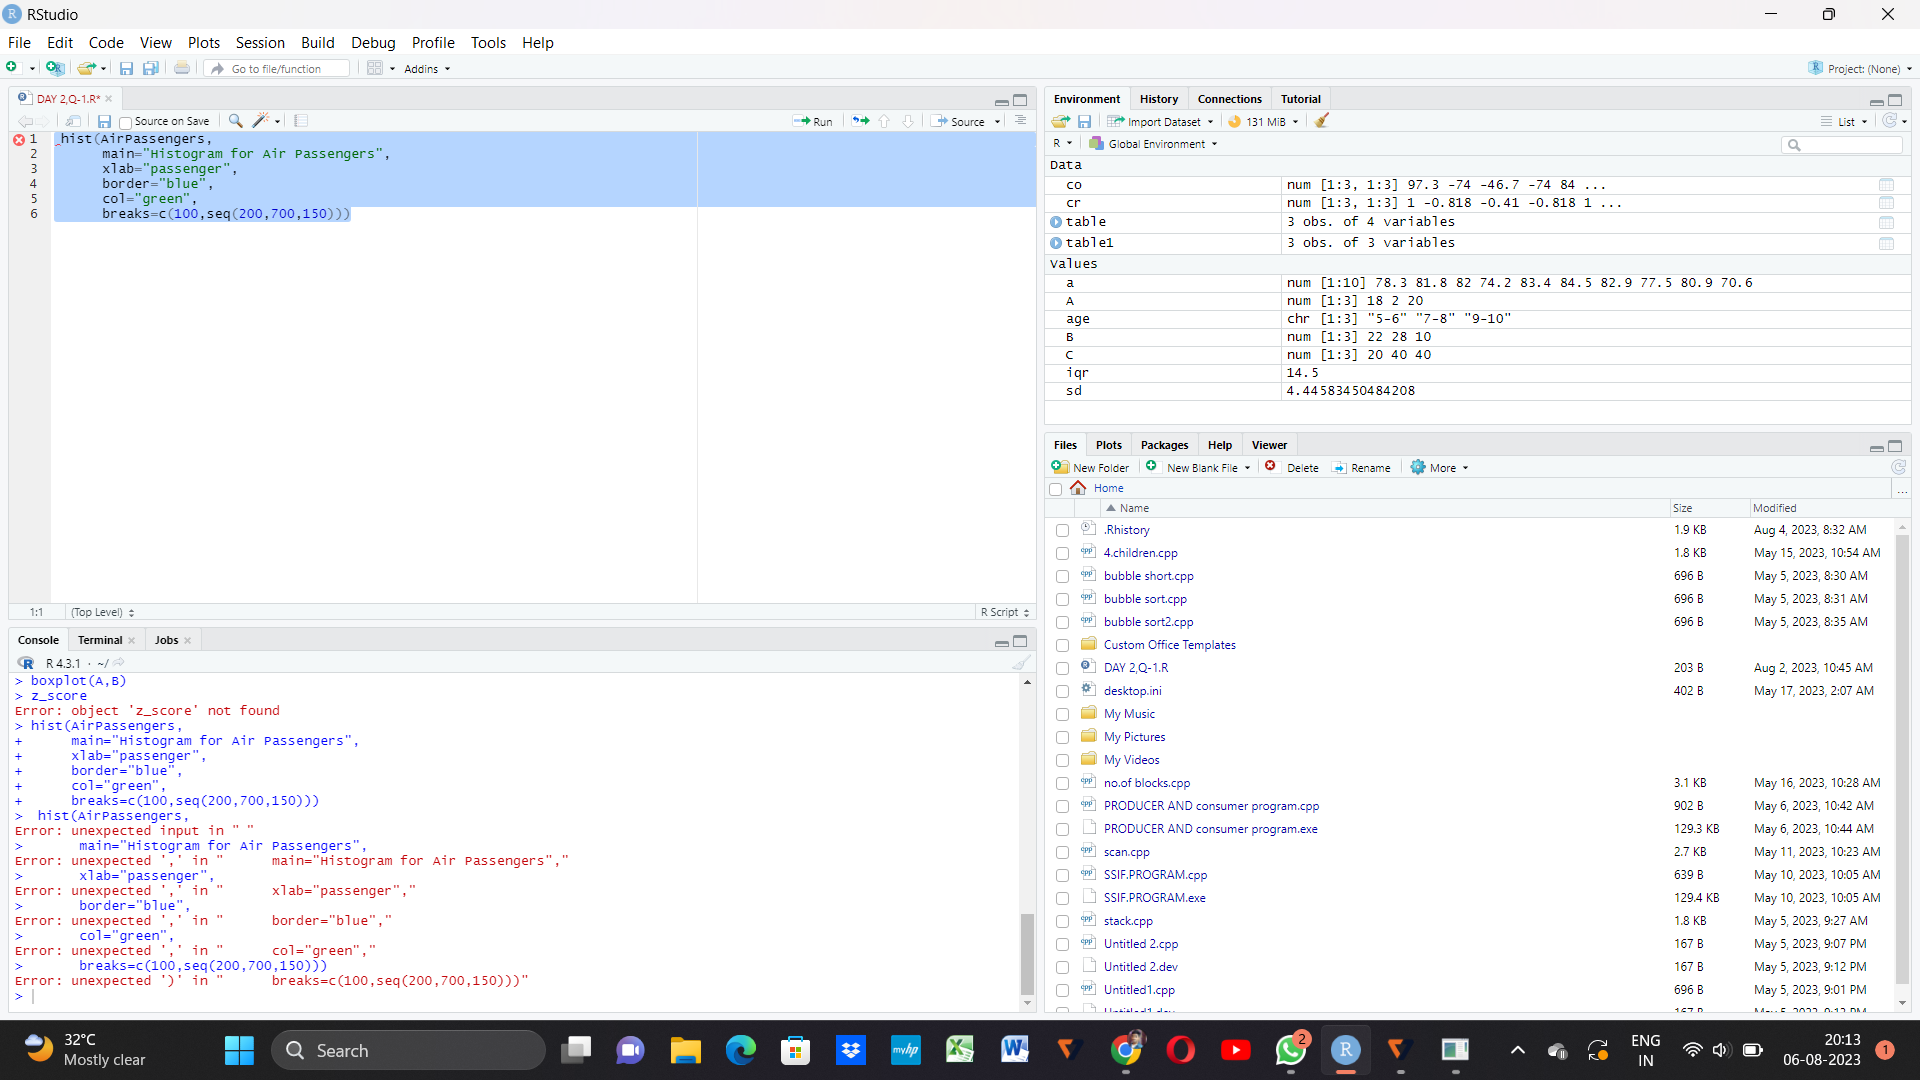 RStudio
File Edit Code View Plots Session Build Debug Profile Tools Help
Go to file/function Addins Project: (None)
DAY 2,Q-1.R*
Source on Save Run Source
1 hist(AirPassengers,
2 main="Histogram for Air Passengers",
3 xlab="passenger",
4 border="blue",
5 col="green",
6 breaks=c(100,seq(200,700,150)))
1:1 (Top Level) R Script
Console Terminal Jobs
R 4.3.1 · ~/
> boxplot(A,B)
> z_score
Error: object 'z_score' not found
> hist(AirPassengers,
+ main="Histogram for Air Passengers",
+ xlab="passenger",
+ border="blue",
+ col="green",
+ breaks=c(100,seq(200,700,150)))
> hist(AirPassengers,
Error: unexpected input in " "
> main="Histogram for Air Passengers",
Error: unexpected ',' in " main="Histogram for Air Passengers","
> xlab="passenger",
Error: unexpected ',' in " xlab="passenger","
> border="blue",
Error: unexpected ',' in " border="blue","
> col="green",
Error: unexpected ',' in " col="green","
> breaks=c(100,seq(200,700,150)))
Error: unexpected ')' in " breaks=c(100,seq(200,700,150)))"
>
Environment History Connections Tutorial
Import Dataset 131 MiB List
R Global Environment
Data
co num [1:3, 1:3] 97.3 -74 -46.7 -74 84 ...
cr num [1:3, 1:3] 1 -0.818 -0.41 -0.818 1 ...
table 3 obs. of 4 variables
table1 3 obs. of 3 variables
Values
a num [1:10] 78.3 81.8 82 74.2 83.4 84.5 82.9 77.5 80.9 70.6
A num [1:3] 18 2 20
age chr [1:3] "5-6" "7-8" "9-10"
B num [1:3] 22 28 10
C num [1:3] 20 40 40
iqr 14.5
sd 4.44583450484208
Files Plots Packages Help Viewer
New Folder New Blank File Delete Rename More
Home ...
Name Size Modified
.Rhistory 1.9 KB Aug 4, 2023, 8:32 AM
4.children.cpp 1.8 KB May 15, 2023, 10:54 AM
bubble short.cpp 696 B May 5, 2023, 8:30 AM
bubble sort.cpp 696 B May 5, 2023, 8:31 AM
bubble sort2.cpp 696 B May 5, 2023, 8:35 AM
Custom Office Templates
DAY 2,Q-1.R 203 B Aug 2, 2023, 10:45 AM
desktop.ini 402 B May 17, 2023, 2:07 AM
My Music
My Pictures
My Videos
no.of blocks.cpp 3.1 KB May 16, 2023, 10:28 AM
PRODUCER AND consumer program.cpp 902 B May 6, 2023, 10:42 AM
PRODUCER AND consumer program.exe 129.3 KB May 6, 2023, 10:44 AM
scan.cpp 2.7 KB May 11, 2023, 10:23 AM
SSIF.PROGRAM.cpp 639 B May 10, 2023, 10:05 AM
SSIF.PROGRAM.exe 129.4 KB May 10, 2023, 10:05 AM
stack.cpp 1.8 KB May 5, 2023, 9:27 AM
Untitled 2.cpp 167 B May 5, 2023, 9:07 PM
Untitled 2.dev 167 B May 5, 2023, 9:12 PM
Untitled1.cpp 696 B May 5, 2023, 9:01 PM
32°C
Mostly clear
Search
myhp
2
ENG
IN
20:13
06-08-2023
1